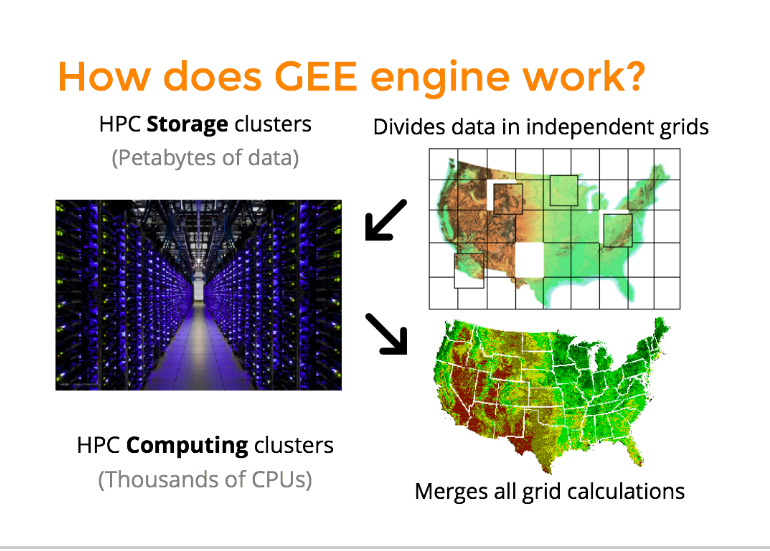 How does GEE engine work?
HPC Storage clusters
(Petabytes of data)
Divides data in independent grids
HPC Computing clusters
(Thousands of CPUs)
Merges all grid calculations